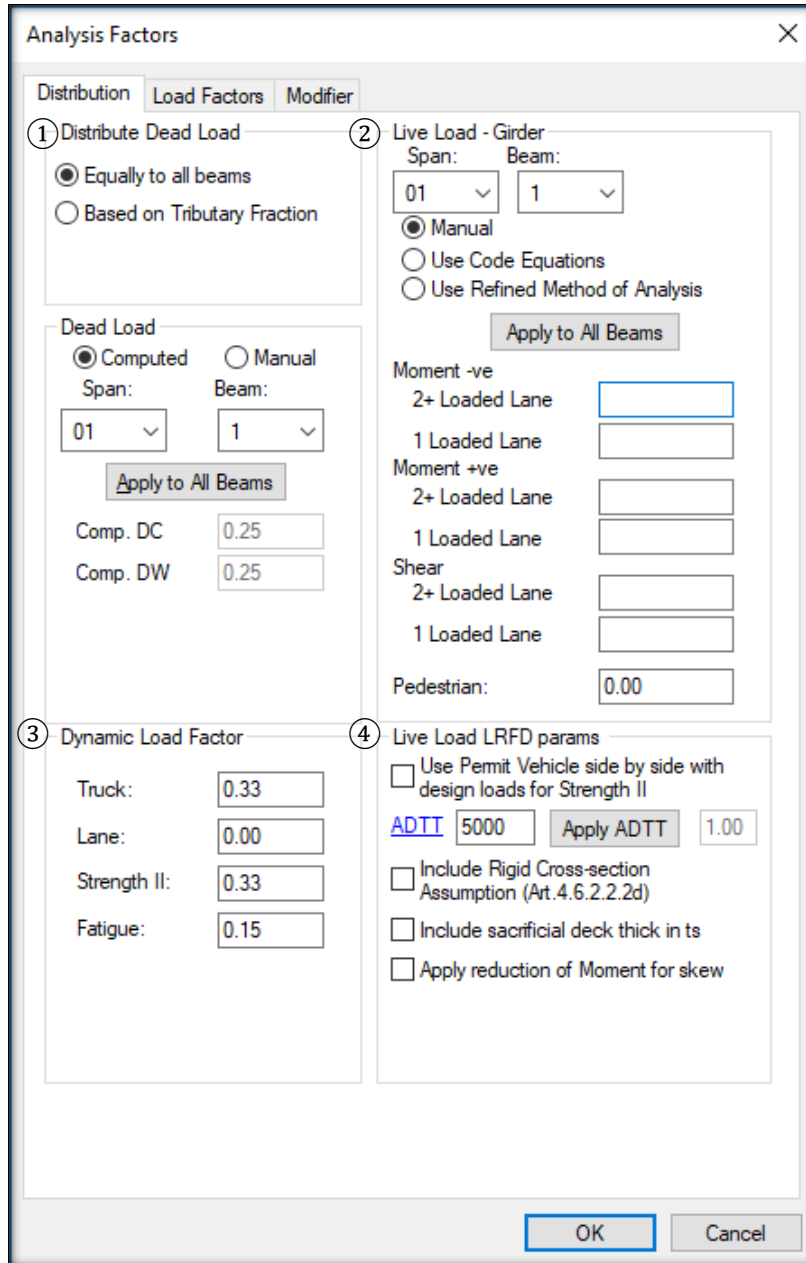 Analysis Factors
Distribution Load Factors Modifier
① Distribute Dead Load
Equally to all beams
Based on Tributary Fraction
Dead Load
Computed Manual
Span: Beam:
01 1
Apply to All Beams
Comp. DC 0.25
Comp. DW 0.25
② Live Load - Girder
Span: Beam:
01 1
Manual
Use Code Equations
Use Refined Method of Analysis
Apply to All Beams
Moment -ve
2+ Loaded Lane
1 Loaded Lane
Moment +ve
2+ Loaded Lane
1 Loaded Lane
Shear
2+ Loaded Lane
1 Loaded Lane
Pedestrian: 0.00
③ Dynamic Load Factor
Truck: 0.33
Lane: 0.00
Strength II: 0.33
Fatigue: 0.15
④ Live Load LRFD params
Use Permit Vehicle side by side with
design loads for Strength II
ADTT 5000 Apply ADTT 1.00
Include Rigid Cross-section
Assumption (Art.4.6.2.2.2d)
Include sacrificial deck thick in ts
Apply reduction of Moment for skew
OK Cancel